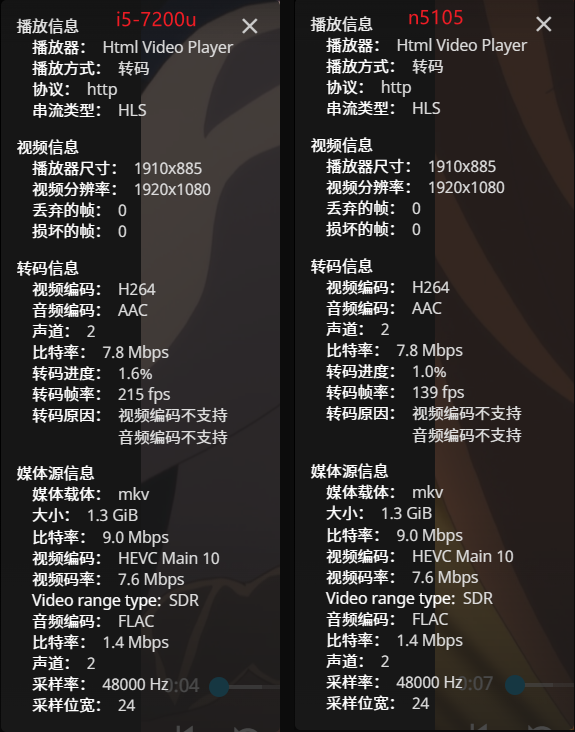 i5-7200u
播放信息
播放器： Html Video Player
播放方式： 转码
协议： http
串流类型： HLS
视频信息
播放器尺寸： 1910x885
视频分辨率： 1920x1080
丢弃的帧： 0
损坏的帧： 0
转码信息
视频编码： H264
音频编码： AAC
声道： 2
比特率： 7.8 Mbps
转码进度： 1.6%
转码帧率： 215 fps
转码原因： 视频编码不支持
音频编码不支持
媒体源信息
媒体载体： mkv
大小： 1.3 GiB
比特率： 9.0 Mbps
视频编码： HEVC Main 10
视频码率： 7.6 Mbps
Video range type: SDR
音频编码： FLAC
比特率： 1.4 Mbps
声道： 2
采样率： 48000 Hz
采样位宽： 24
n5105
播放信息
播放器： Html Video Player
播放方式： 转码
协议： http
串流类型： HLS
视频信息
播放器尺寸： 1910x885
视频分辨率： 1920x1080
丢弃的帧： 0
损坏的帧： 0
转码信息
视频编码： H264
音频编码： AAC
声道： 2
比特率： 7.8 Mbps
转码进度： 1.0%
转码帧率： 139 fps
转码原因： 视频编码不支持
音频编码不支持
媒体源信息
媒体载体： mkv
大小： 1.3 GiB
比特率： 9.0 Mbps
视频编码： HEVC Main 10
视频码率： 7.6 Mbps
Video range type: SDR
音频编码： FLAC
比特率： 1.4 Mbps
声道： 2
采样率： 48000 Hz
采样位宽： 24